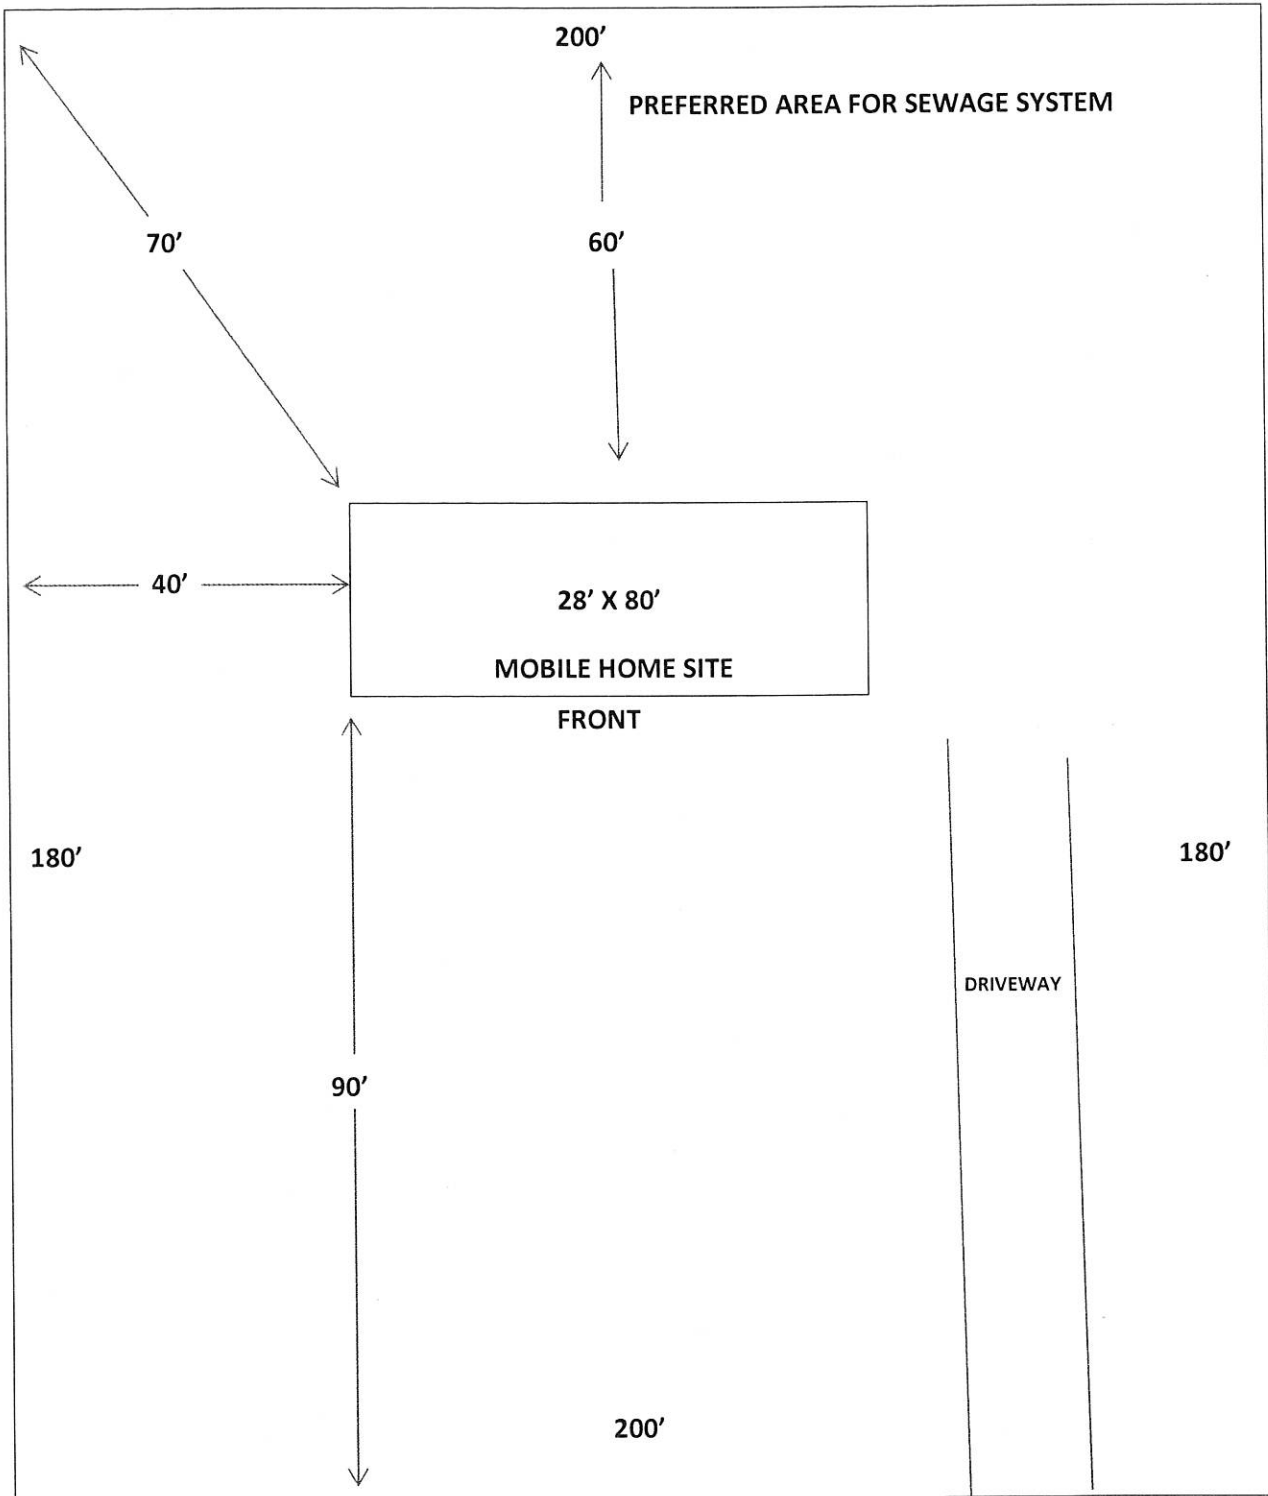 200’
PREFERRED AREA FOR SEWAGE SYSTEM
70’
60’
40’
28’ X 80’
MOBILE HOME SITE
FRONT
180’
180’
DRIVEWAY
90’
200’